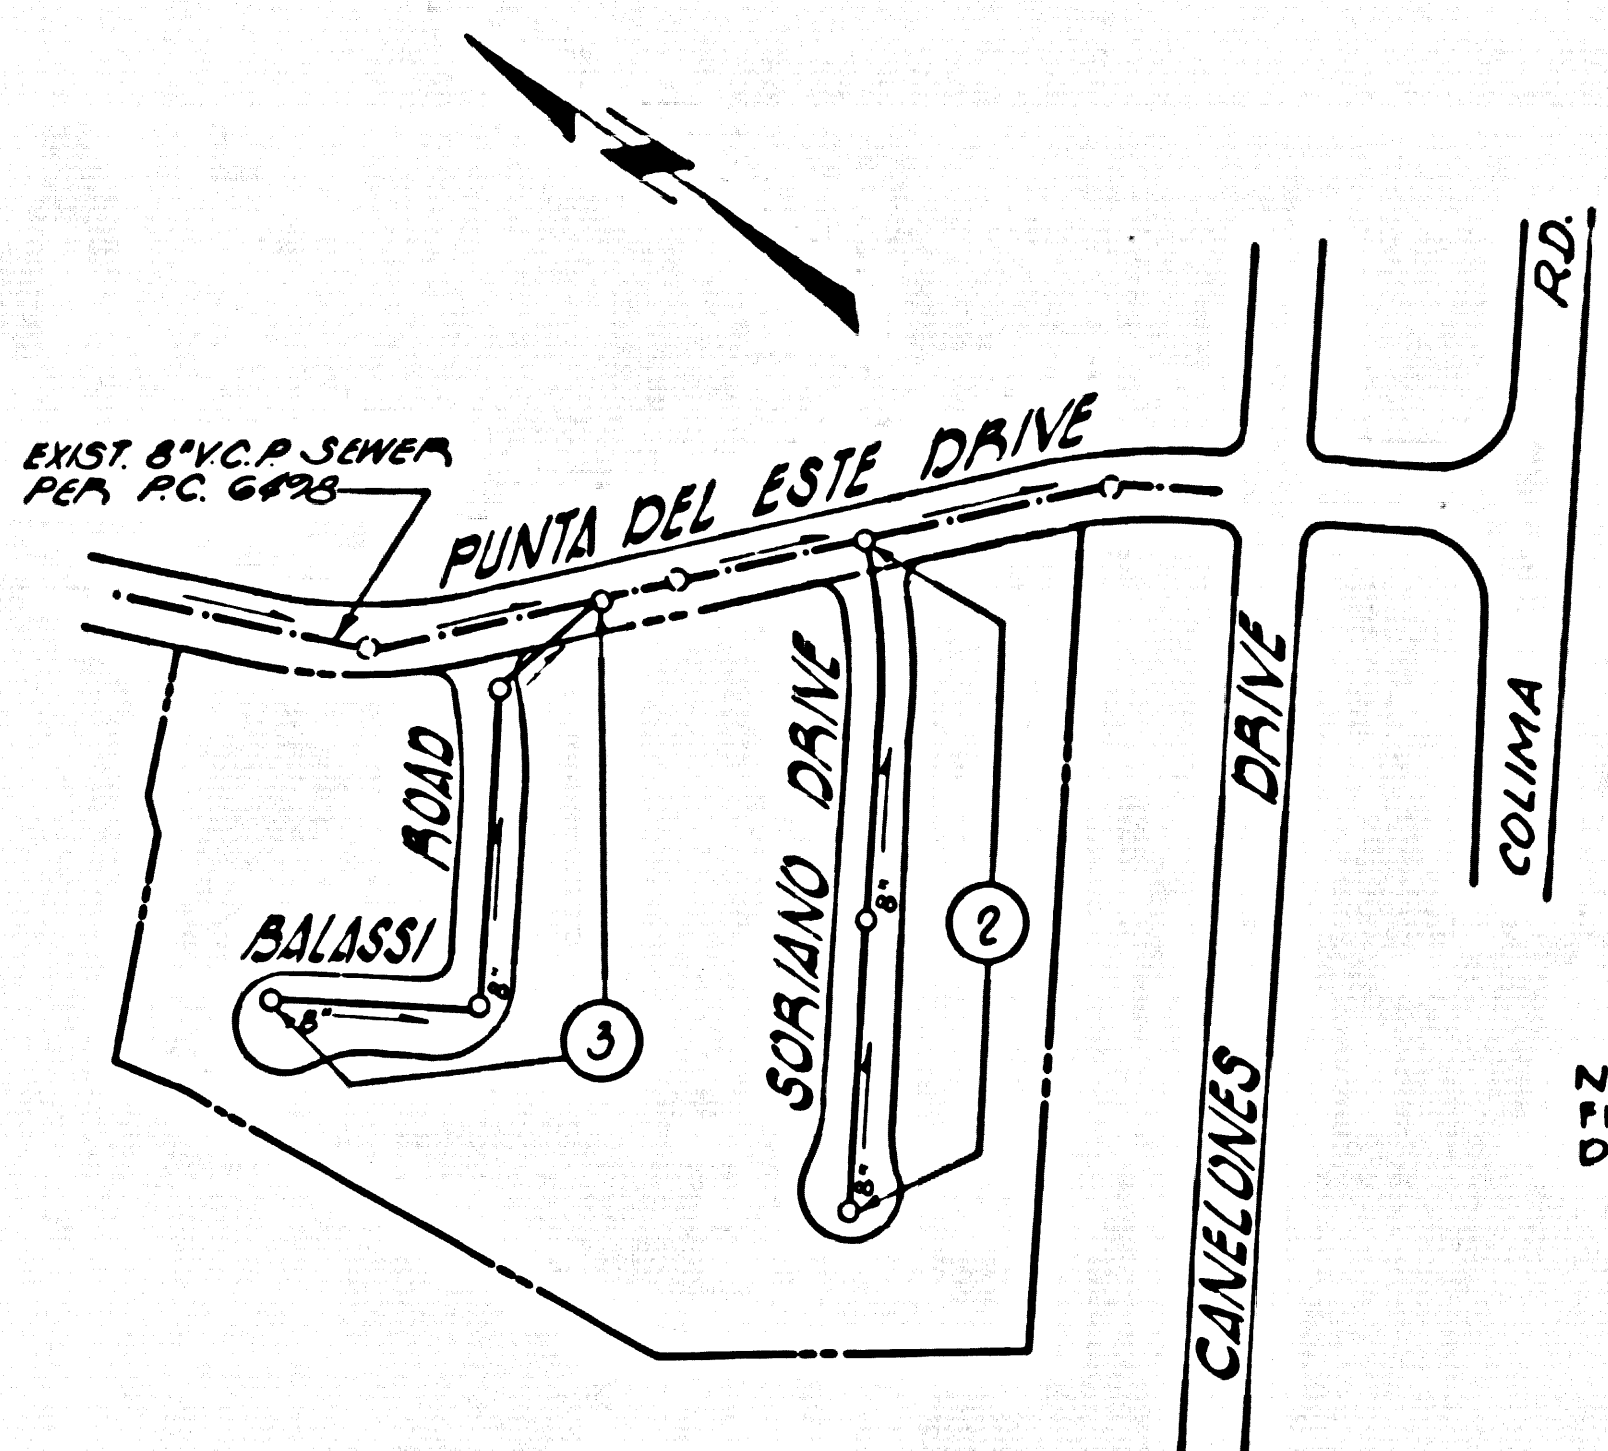 EXIST. 8" V.C.P. SEWER
PER P.C. 6498
PUNTA DEL ESTE DRIVE
R.D.
BALASSI ROAD
8"
8"
3
SORIANO DRIVE
8"
8"
2
CANELONES DRIVE
COLIMA